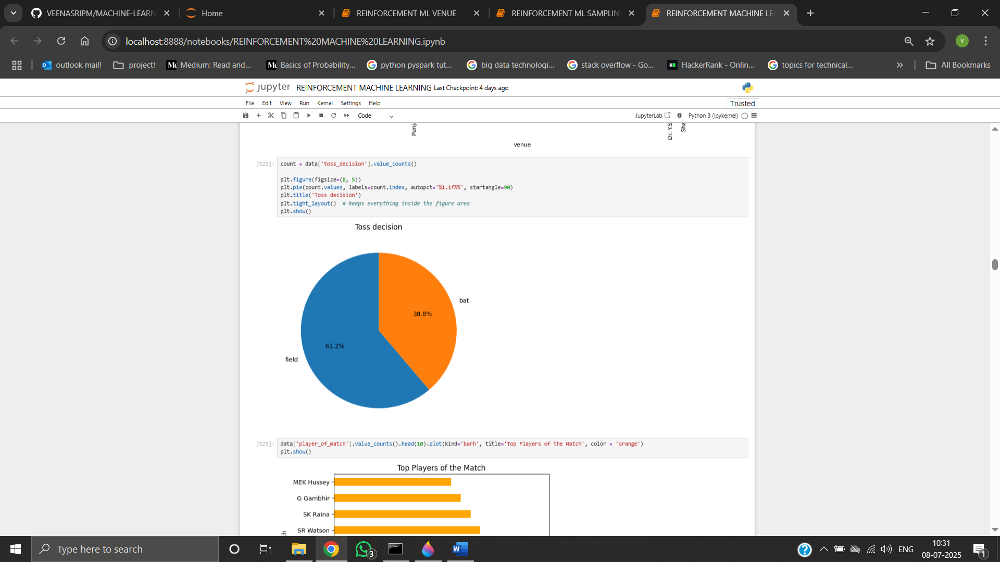 VEENASRIPM/MACHINE-LEARN
Home
REINFORCEMENT ML VENUE
REINFORCEMENT ML SAMPLIN
REINFORCEMENT MACHINE LE
localhost:8888/notebooks/REINFORCEMENT%20MACHINE%20LEARNING.ipynb
V
outlook mail!
project!
Medium: Read and...
Basics of Probability...
python pyspark tut...
big data technologi...
stack overflow - Go...
HackerRank - Onlin...
topics for technical...
All Bookmarks
jupyter
REINFORCEMENT MACHINE LEARNING Last Checkpoint: 4 days ago
File Edit View Run Kernel Settings Help
Trusted
Code
JupyterLab
Python 3 (ipykernel)
Punj
Dr. Y.S
Sha
venue
[522]:
count = data['toss_decision'].value_counts()
plt.figure(figsize=(8, 5))
plt.pie(count.values, labels=count.index, autopct='%1.1f%%', startangle=90)
plt.title('Toss decision')
plt.tight_layout()  # keeps everything inside the figure area
plt.show()
Toss decision
bat
38.8%
61.2%
field
[523]:
data['player_of_match'].value_counts().head(10).plot(kind='barh', title='Top Players of the Match', color = 'orange')
plt.show()
Top Players of the Match
MEK Hussey
G Gambhir
SK Raina
SR Watson
ch
Type here to search
3
ENG
10:31
08-07-2025
1